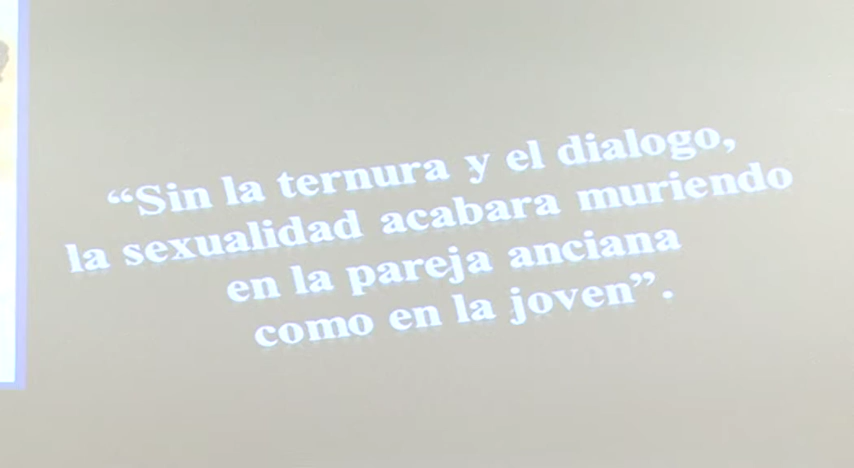 “Sin la ternura y el dialogo,
la sexualidad acabara muriendo
en la pareja anciana
como en la joven”.